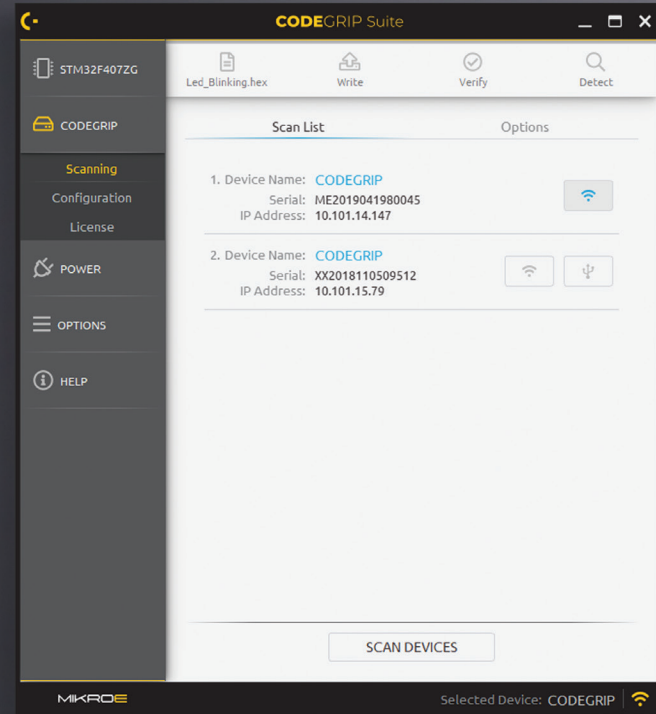 CODEGRIP Suite
STM32F407ZG
CODEGRIP
Scanning
Configuration
License
POWER
OPTIONS
HELP
Led_Blinking.hex
Write
Verify
Detect
Scan List
Options
1. Device Name: CODEGRIP
Serial: ME2019041980045
IP Address: 10.101.14.147
2. Device Name: CODEGRIP
Serial: XX2018110509512
IP Address: 10.101.15.79
SCAN DEVICES
MIKROE
Selected Device: CODEGRIP